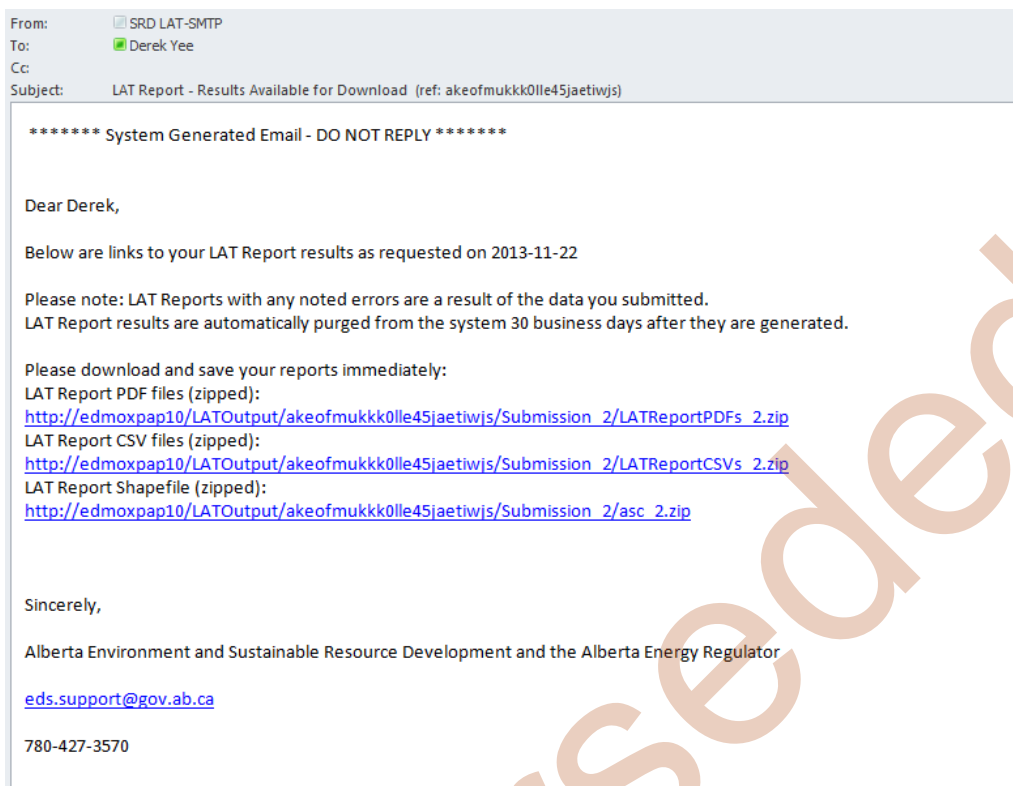 From: SRD LAT-SMTP
To: Derek Yee
Cc:
Subject: LAT Report - Results Available for Download (ref: akeofmukkk0lle45jaetiwjs)
******* System Generated Email - DO NOT REPLY *******
Dear Derek,
Below are links to your LAT Report results as requested on 2013-11-22
Please note: LAT Reports with any noted errors are a result of the data you submitted.
LAT Report results are automatically purged from the system 30 business days after they are generated.
Please download and save your reports immediately:
LAT Report PDF files (zipped):
http://edmoxpap10/LATOutput/akeofmukkk0lle45jaetiwjs/Submission_2/LATReportPDFs_2.zip
LAT Report CSV files (zipped):
http://edmoxpap10/LATOutput/akeofmukkk0lle45jaetiwjs/Submission_2/LATReportCSVs_2.zip
LAT Report Shapefile (zipped):
http://edmoxpap10/LATOutput/akeofmukkk0lle45jaetiwjs/Submission_2/asc_2.zip
Sincerely,
Alberta Environment and Sustainable Resource Development and the Alberta Energy Regulator
eds.support@gov.ab.ca
780-427-3570